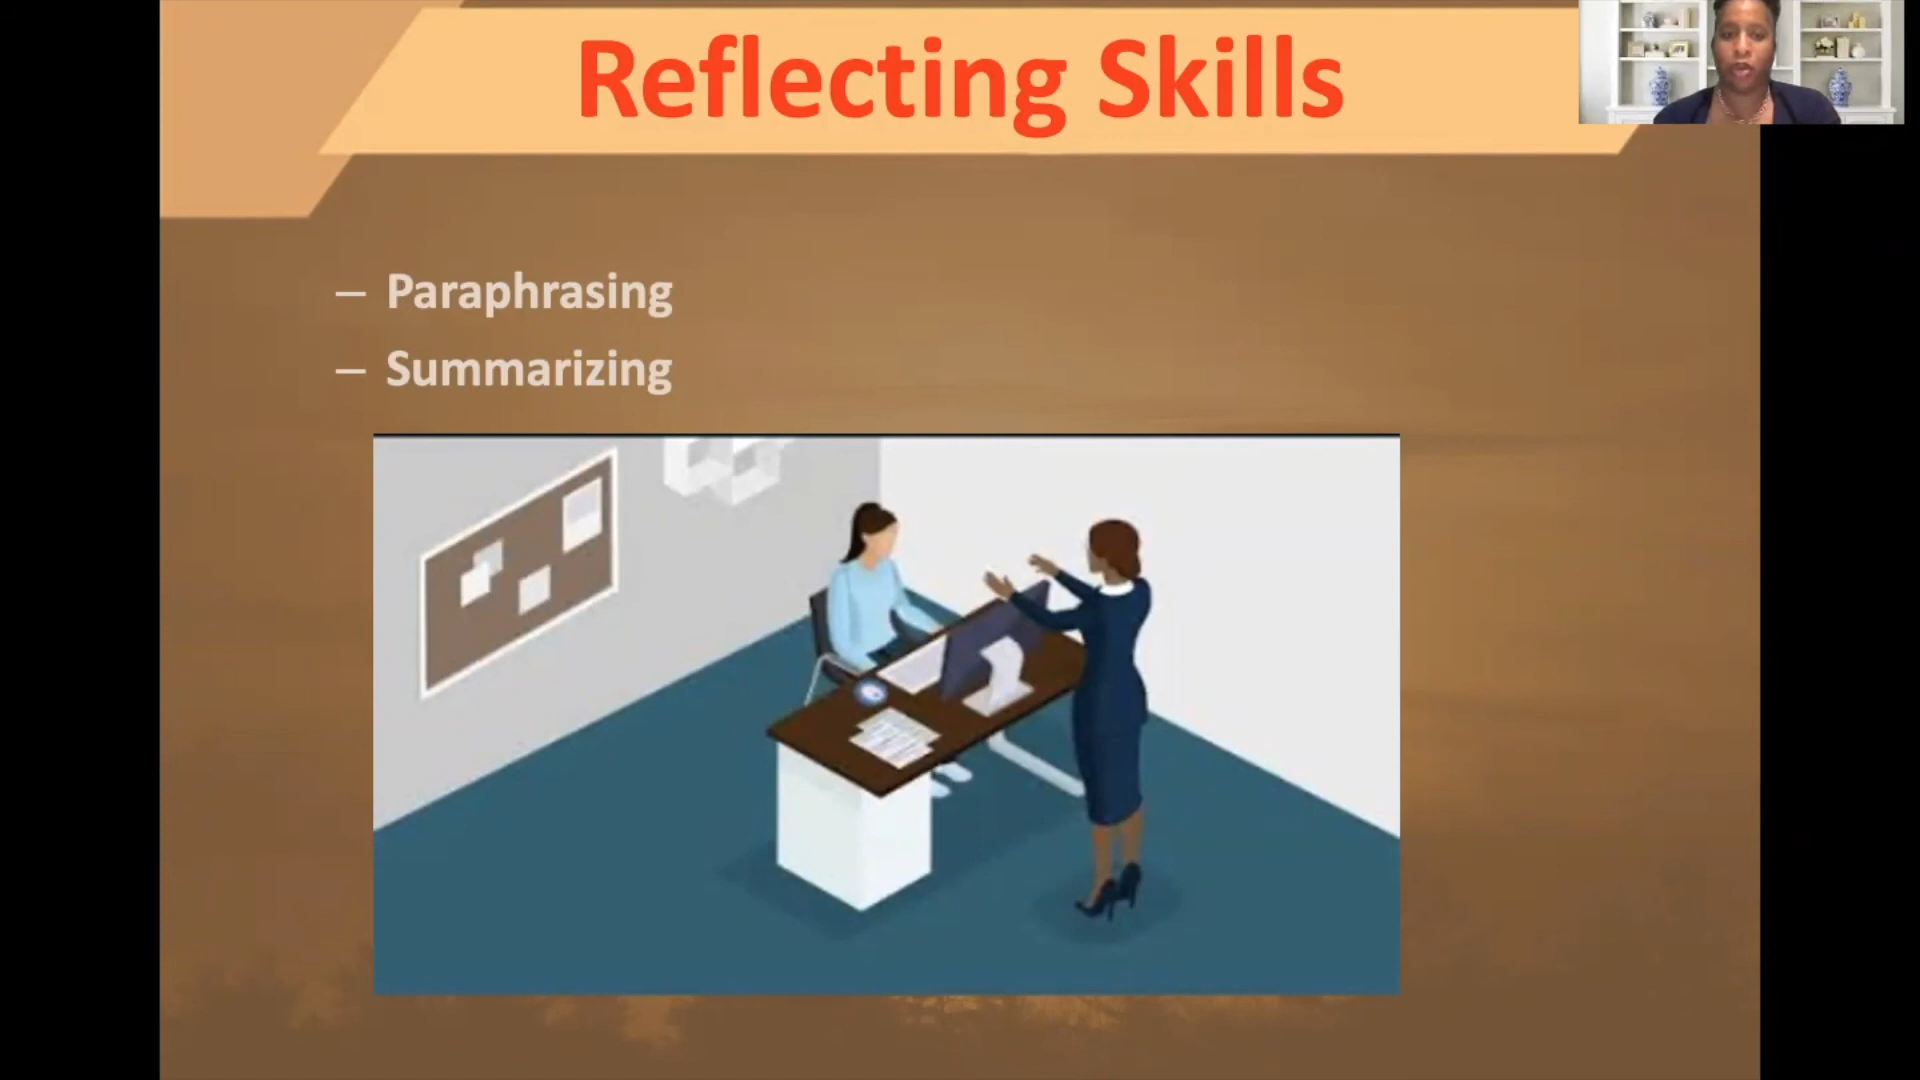 Reflecting Skills
– Paraphrasing
– Summarizing